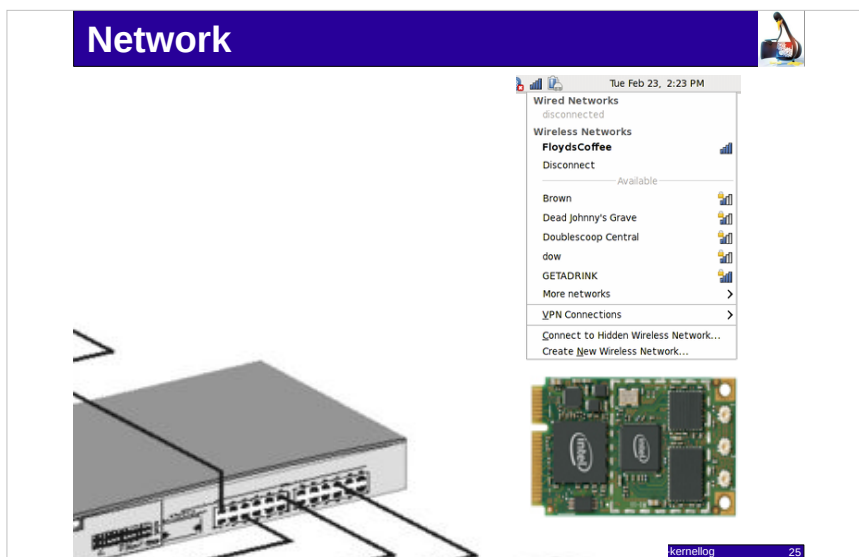 Network
Tue Feb 23, 2:23 PM
Wired Networks
disconnected
Wireless Networks
FloydsCoffee
Disconnect
Available
Brown
Dead Johnny's Grave
Doublescoop Central
dow
GETADRINK
More networks
VPN Connections
Connect to Hidden Wireless Network...
Create New Wireless Network...
intel
intel
-kernellog 25